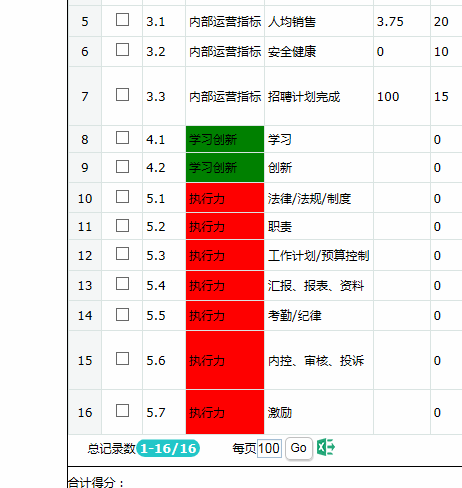 5 3.1 内部运营指标 人均销售 3.75 20
6 3.2 内部运营指标 安全健康 0 10
7 3.3 内部运营指标 招聘计划完成 100 15
8 4.1 学习创新 学习 0
9 4.2 学习创新 创新 0
10 5.1 执行力 法律/法规/制度 0
11 5.2 执行力 职责 0
12 5.3 执行力 工作计划/预算控制 0
13 5.4 执行力 汇报、报表、资料 0
14 5.5 执行力 考勤/纪律 0
15 5.6 执行力 内控、审核、投诉 0
16 5.7 执行力 激励 0
总记录数 1-16/16 每页 100 Go
合计得分：